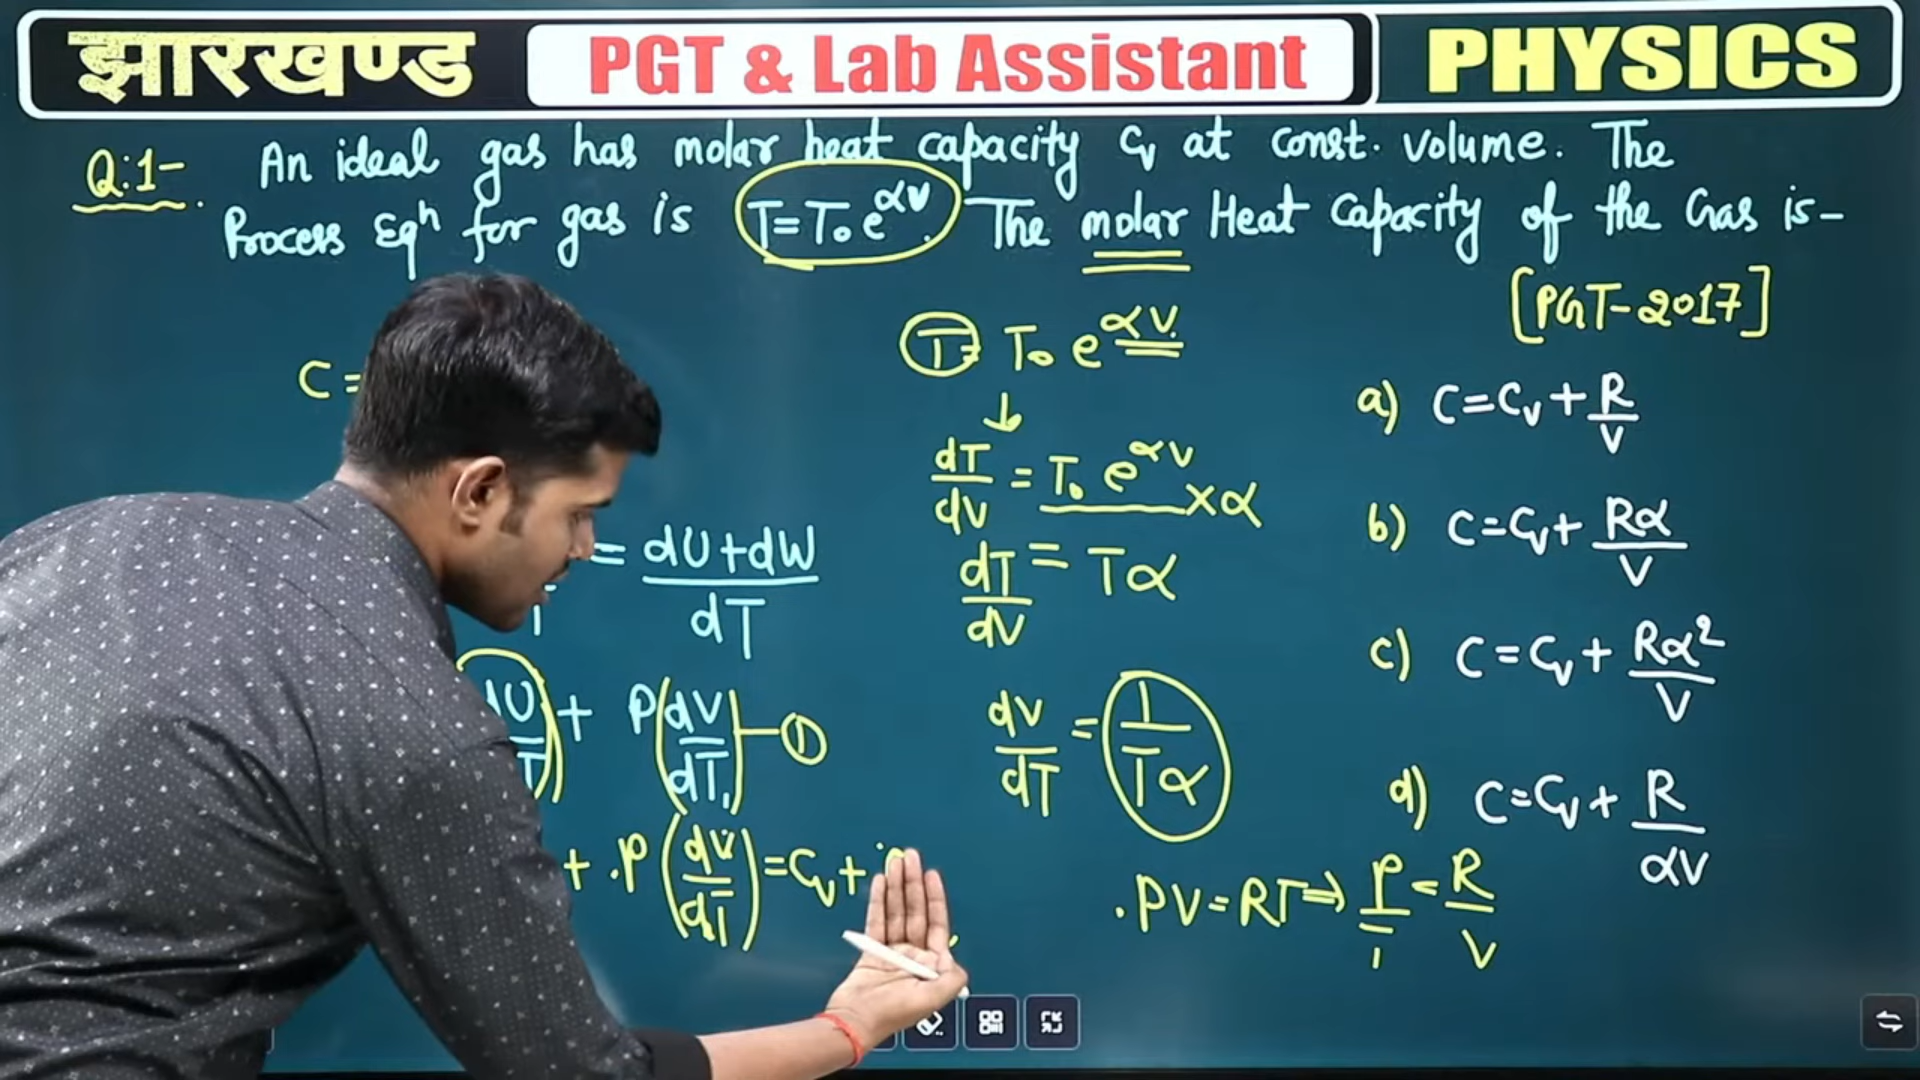 झारखण्ड PGT & Lab Assistant PHYSICS
Q:1- An ideal gas has molar heat capacity Cv at const. volume. The
Process Eqⁿ for gas is T=T₀e^αV. The molar Heat Capacity of the Gas is-
[PGT-2017]
T= T₀ e^αV
C=
↓
dT/dV = T₀ e^αV × α
dT/dV = Tα
= dU+dW/dT
+ P(dV/dT) — ①
dV/dT = 1/Tα
+ .P(dV/dT) = Cv +
.PV=RT ⇒ P/T = R/V
a) C=Cv+R/V
b) C=Cv+Rα/V
c) C=Cv+Rα²/V
d) C=Cv+R/αV